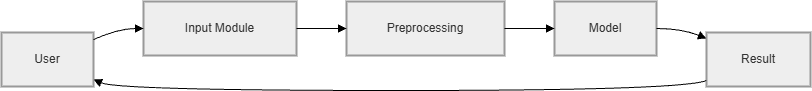 User
Input Module
Preprocessing
Model
Result